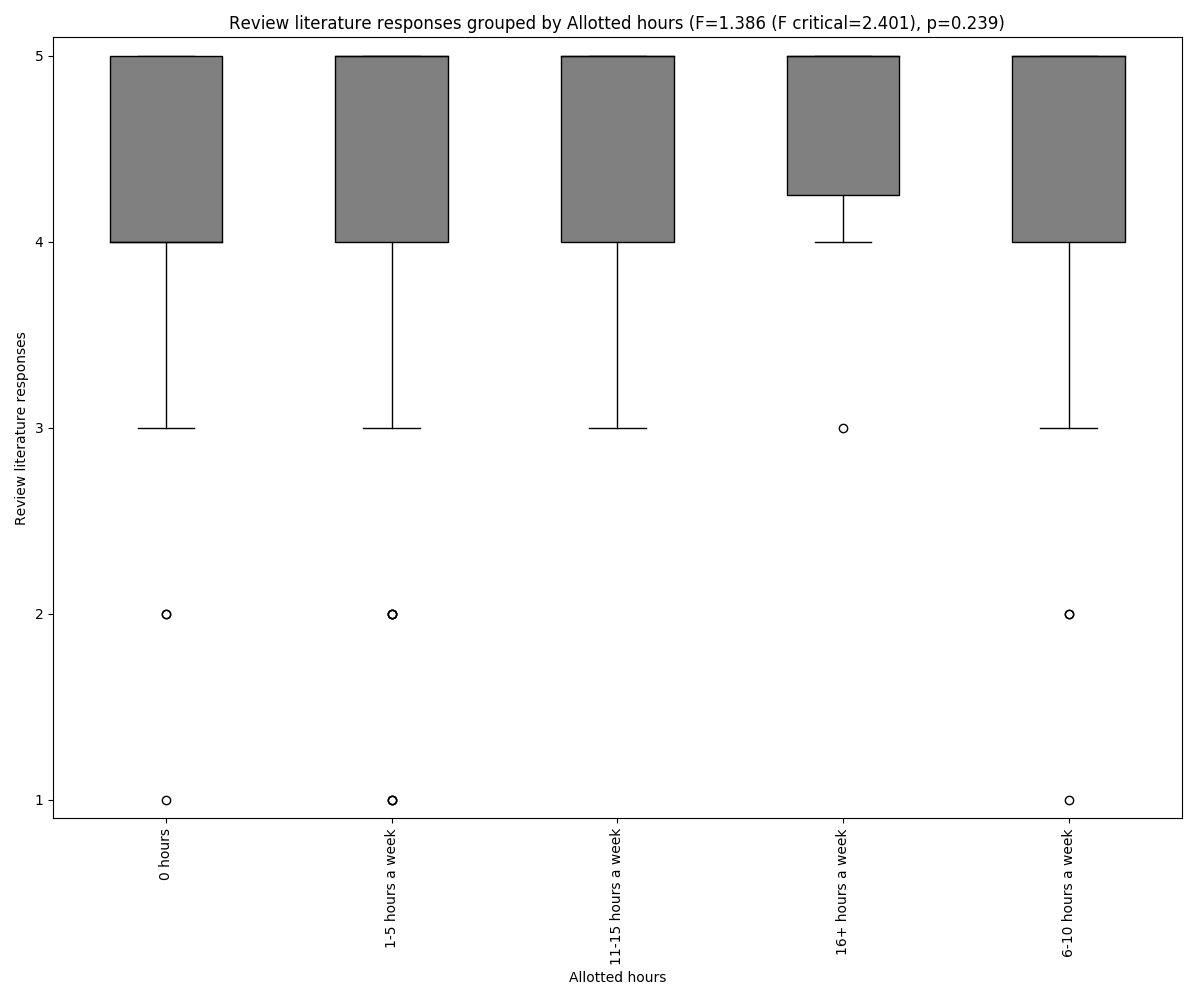 Review literature responses grouped by Allotted hours (F=1.386 (F critical=2.401), p=0.239)
Review literature responses
5
4
3
2
1
0 hours
1-5 hours a week
11-15 hours a week
16+ hours a week
6-10 hours a week
Allotted hours